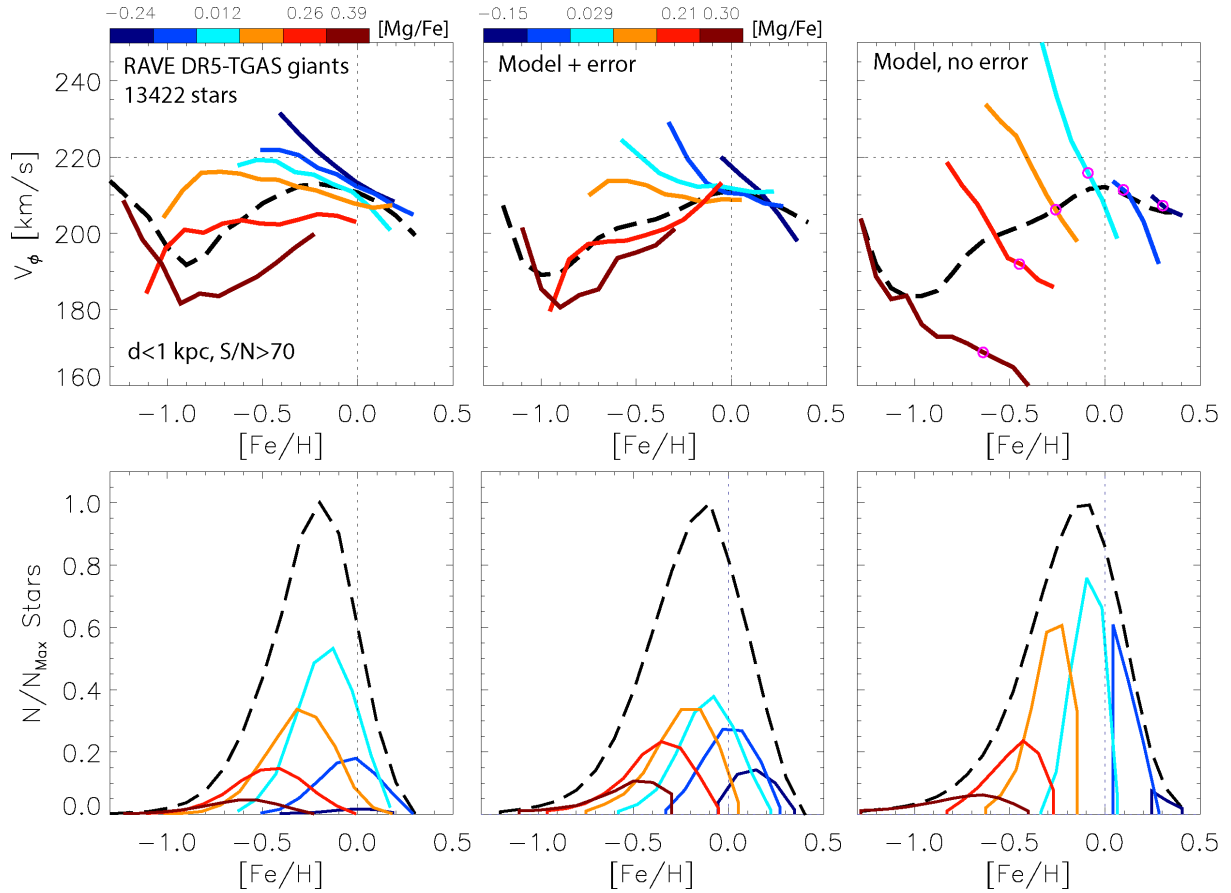 −0.24 0.012 0.26 0.39 [Mg/Fe]
−0.15 0.029 0.21 0.30 [Mg/Fe]
RAVE DR5-TGAS giants
13422 stars
Model + error
Model, no error
240
220
200
180
160
Vϕ [km/s]
d<1 kpc, S/N>70
−1.0 −0.5 0.0 0.5
−1.0 −0.5 0.0 0.5
−1.0 −0.5 0.0 0.5
[Fe/H]
[Fe/H]
[Fe/H]
1.0
0.8
0.6
0.4
0.2
0.0
N/NMax Stars
−1.0 −0.5 0.0 0.5
−1.0 −0.5 0.0 0.5
−1.0 −0.5 0.0 0.5
[Fe/H]
[Fe/H]
[Fe/H]